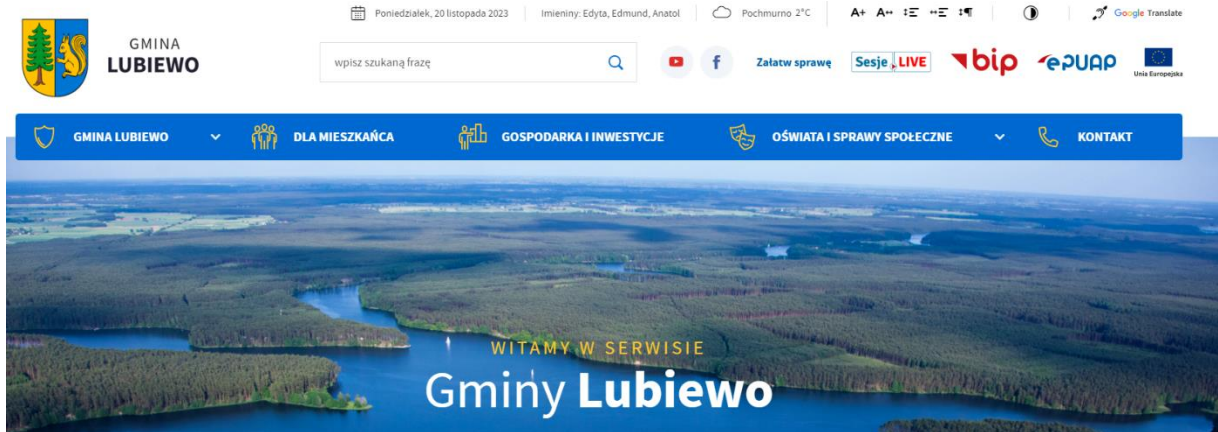 Poniedziałek, 20 listopada 2023 Imieniny: Edyta, Edmund, Anatol Pochmurno 2°C A+ A↔ ↕Ξ ↔Ξ ↕¶ Google Translate
GMINA
LUBIEWO
wpisz szukaną frazę f Załatw sprawę Sesje LIVE bip ePUAP Unia Europejska
GMINA LUBIEWO DLA MIESZKAŃCA GOSPODARKA I INWESTYCJE OŚWIATA I SPRAWY SPOŁECZNE KONTAKT
WITAMY W SERWISIE
Gminy Lubiewo